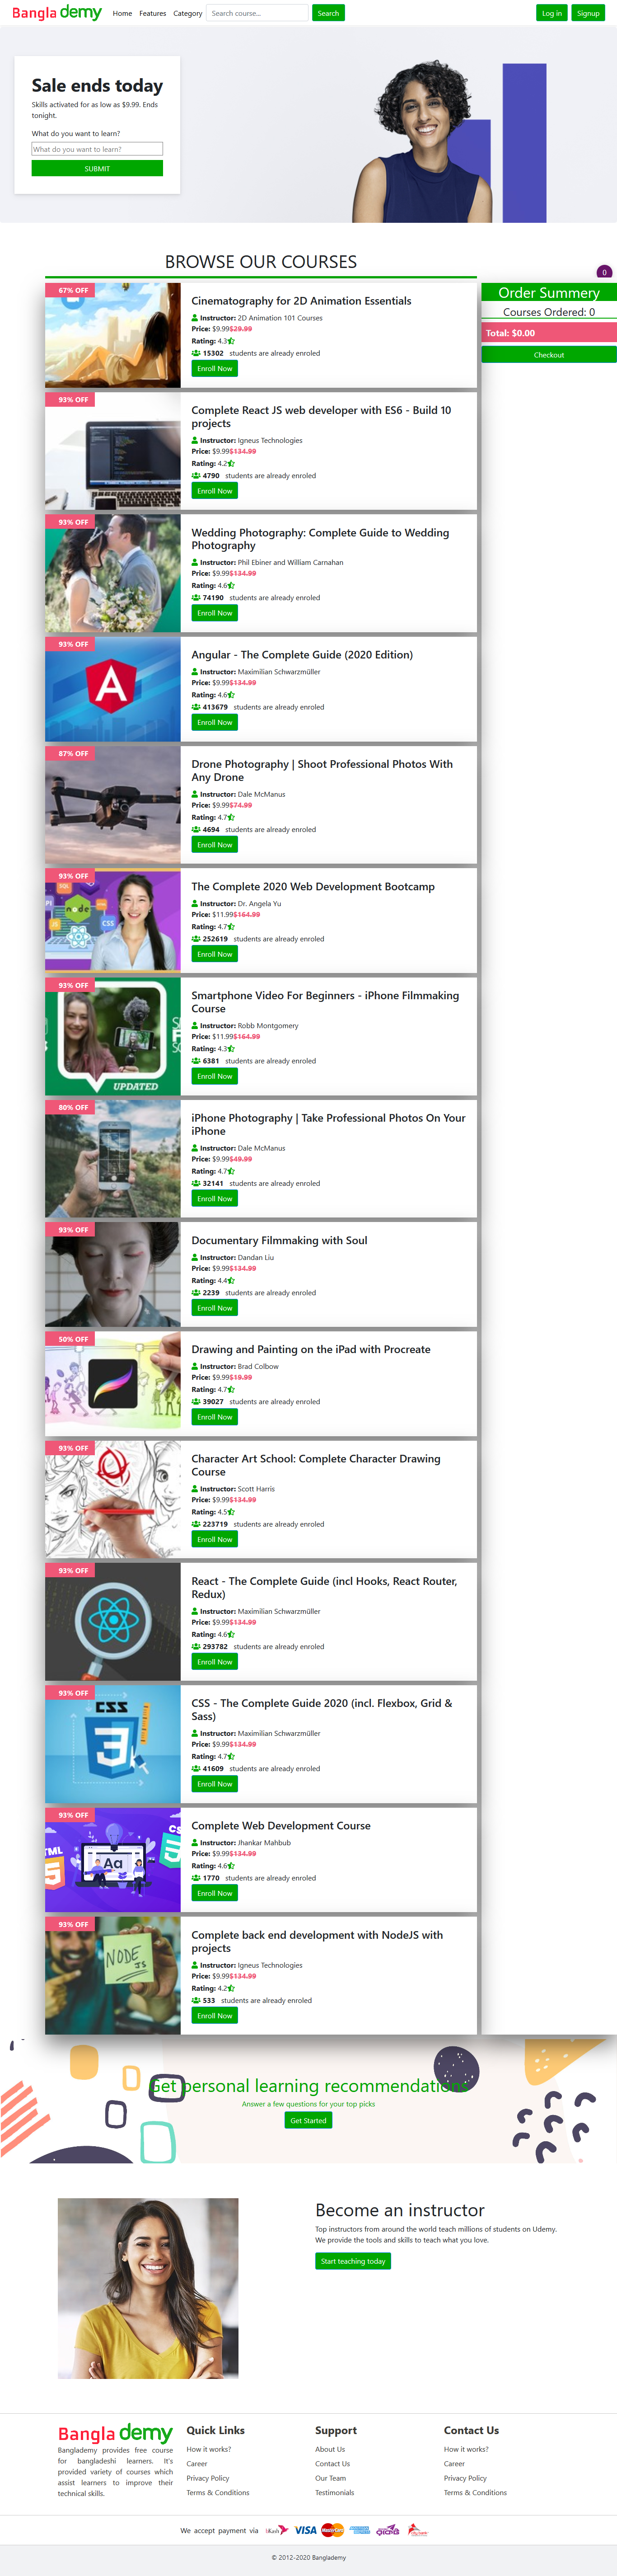 Bangla demy Home Features Category Search course... Search Log in Signup
Sale ends today
Skills activated for as low as $9.99. Ends
tonight.
What do you want to learn?
What do you want to learn?
SUBMIT
BROWSE OUR COURSES
0
67% OFF
Cinematography for 2D Animation Essentials
Instructor: 2D Animation 101 Courses
Price: $9.99$29.99
Rating: 4.3
15302 students are already enroled
Enroll Now
Order Summery
Courses Ordered: 0
Total: $0.00
Checkout
93% OFF
Complete React JS web developer with ES6 - Build 10
projects
Instructor: Igneus Technologies
Price: $9.99$134.99
Rating: 4.2
4790 students are already enroled
Enroll Now
93% OFF
Wedding Photography: Complete Guide to Wedding
Photography
Instructor: Phil Ebiner and William Carnahan
Price: $9.99$134.99
Rating: 4.6
74190 students are already enroled
Enroll Now
93% OFF
A
Angular - The Complete Guide (2020 Edition)
Instructor: Maximilian Schwarzmüller
Price: $9.99$134.99
Rating: 4.6
413679 students are already enroled
Enroll Now
87% OFF
Drone Photography | Shoot Professional Photos With
Any Drone
Instructor: Dale McManus
Price: $9.99$74.99
Rating: 4.7
4694 students are already enroled
Enroll Now
93% OFF
SQL
node
CSS
The Complete 2020 Web Development Bootcamp
Instructor: Dr. Angela Yu
Price: $11.99$164.99
Rating: 4.7
252619 students are already enroled
Enroll Now
93% OFF
UPDATED
Smartphone Video For Beginners - iPhone Filmmaking
Course
Instructor: Robb Montgomery
Price: $11.99$164.99
Rating: 4.3
6381 students are already enroled
Enroll Now
80% OFF
iPhone Photography | Take Professional Photos On Your
iPhone
Instructor: Dale McManus
Price: $9.99$49.99
Rating: 4.7
32141 students are already enroled
Enroll Now
93% OFF
Documentary Filmmaking with Soul
Instructor: Dandan Liu
Price: $9.99$134.99
Rating: 4.4
2239 students are already enroled
Enroll Now
50% OFF
Drawing and Painting on the iPad with Procreate
Instructor: Brad Colbow
Price: $9.99$19.99
Rating: 4.7
39027 students are already enroled
Enroll Now
93% OFF
Character Art School: Complete Character Drawing
Course
Instructor: Scott Harris
Price: $9.99$134.99
Rating: 4.5
223719 students are already enroled
Enroll Now
93% OFF
React - The Complete Guide (incl Hooks, React Router,
Redux)
Instructor: Maximilian Schwarzmüller
Price: $9.99$134.99
Rating: 4.6
293782 students are already enroled
Enroll Now
93% OFF
CSS
3
CSS - The Complete Guide 2020 (incl. Flexbox, Grid &
Sass)
Instructor: Maximilian Schwarzmüller
Price: $9.99$134.99
Rating: 4.7
41609 students are already enroled
Enroll Now
93% OFF
Aa
Complete Web Development Course
Instructor: Jhankar Mahbub
Price: $9.99$134.99
Rating: 4.6
1770 students are already enroled
Enroll Now
93% OFF
NODE
JS
Complete back end development with NodeJS with
projects
Instructor: Igneus Technologies
Price: $9.99$134.99
Rating: 4.2
533 students are already enroled
Enroll Now
Get personal learning recommendations
Answer a few questions for your top picks
Get Started
Become an instructor
Top instructors from around the world teach millions of students on Udemy.
We provide the tools and skills to teach what you love.
Start teaching today
Bangla demy
Banglademy provides free course
for bangladeshi learners. It's
provided variety of courses which
assist learners to improve their
technical skills.
Quick Links
How it works?
Career
Privacy Policy
Terms & Conditions
Support
About Us
Contact Us
Our Team
Testimonials
Contact Us
How it works?
Career
Privacy Policy
Terms & Conditions
We accept payment via bKash VISA MasterCard
© 2012-2020 Banglademy